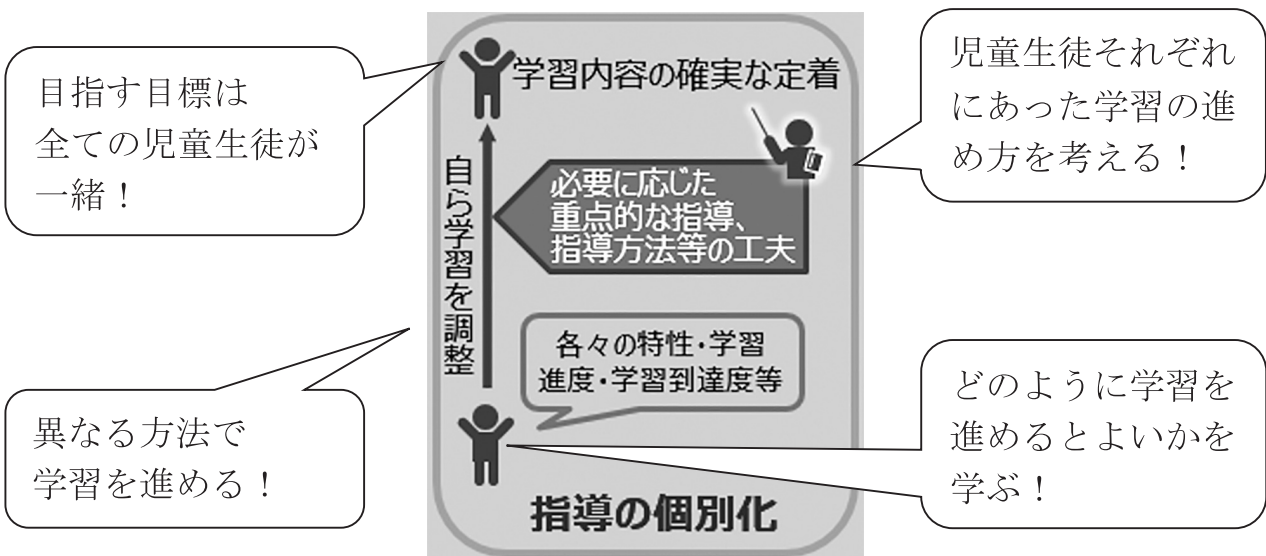 目指す目標は
全ての児童生徒が
一緒！
学習内容の確実な定着
児童生徒それぞれ
にあった学習の進
め方を考える！
自ら学習を調整
必要に応じた
重点的な指導、
指導方法等の工夫
各々の特性・学習
進度・学習到達度等
異なる方法で
学習を進める！
どのように学習を
進めるとよいかを
学ぶ！
指導の個別化